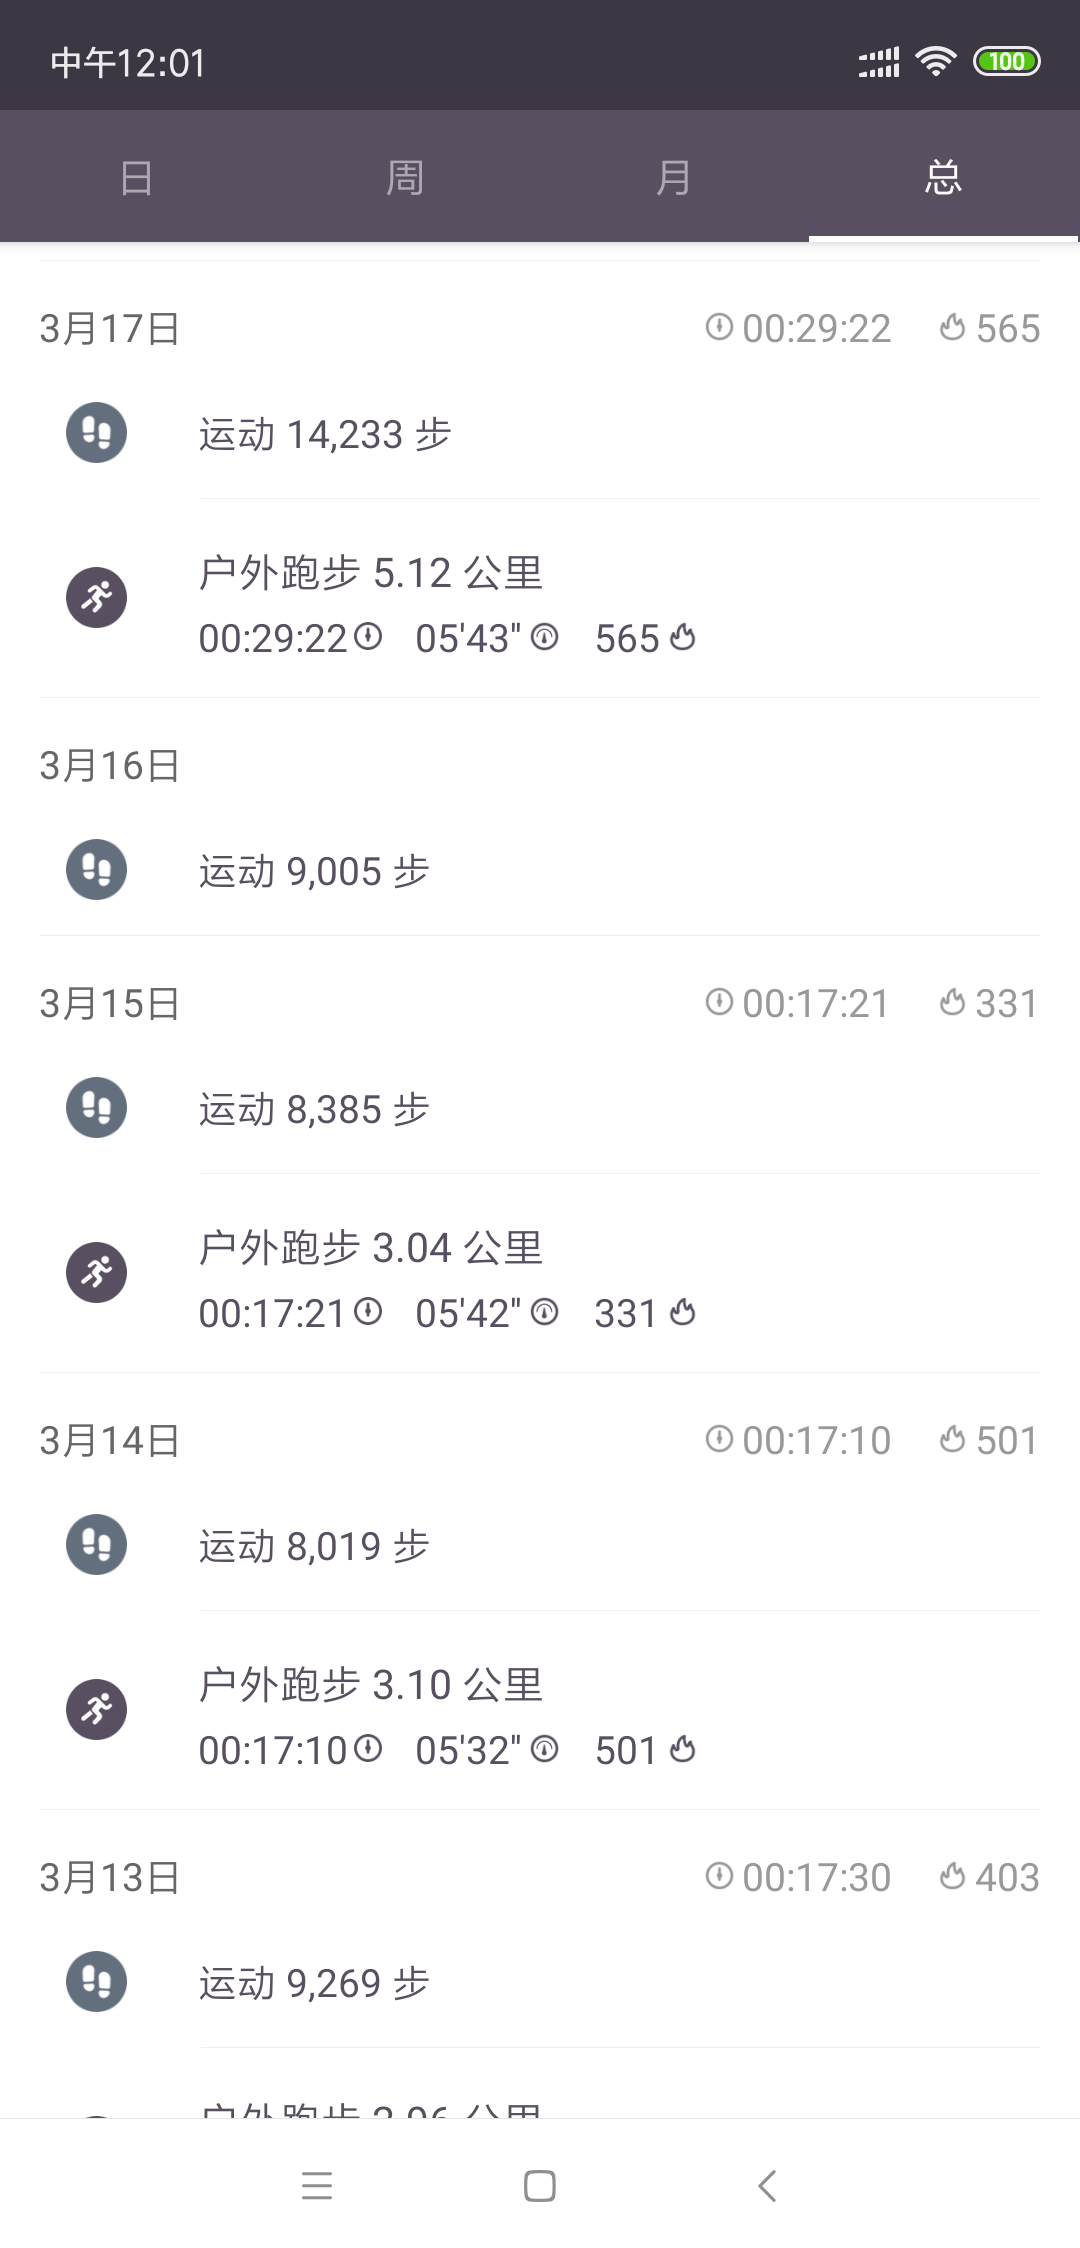 中午12:01
100
日 周 月 总
3月17日 00:29:22 565
运动 14,233 步
户外跑步 5.12 公里
00:29:22 05'43" 565
3月16日
运动 9,005 步
3月15日 00:17:21 331
运动 8,385 步
户外跑步 3.04 公里
00:17:21 05'42" 331
3月14日 00:17:10 501
运动 8,019 步
户外跑步 3.10 公里
00:17:10 05'32" 501
3月13日 00:17:30 403
运动 9,269 步
户外跑步 公里